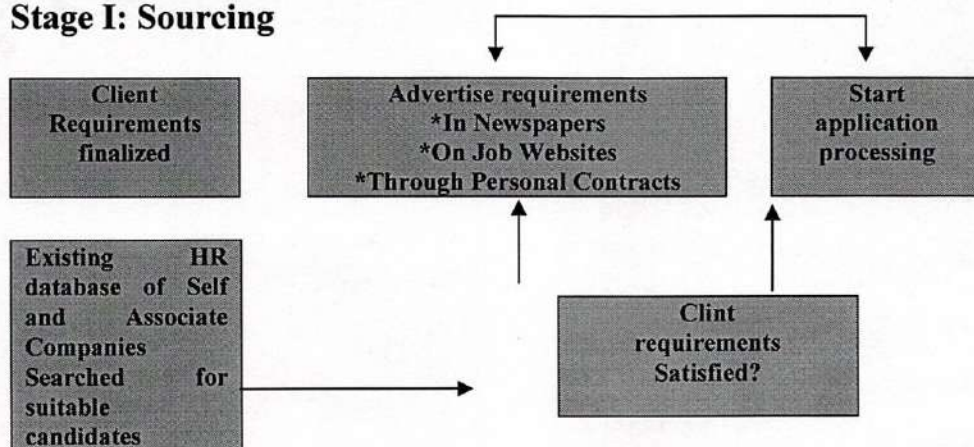 Stage I: Sourcing
Client
Requirements
finalized
Advertise requirements
*In Newspapers
*On Job Websites
*Through Personal Contracts
Start
application
processing
Existing HR
database of Self
and Associate
Companies
Searched for
suitable
candidates
Clint
requirements
Satisfied?